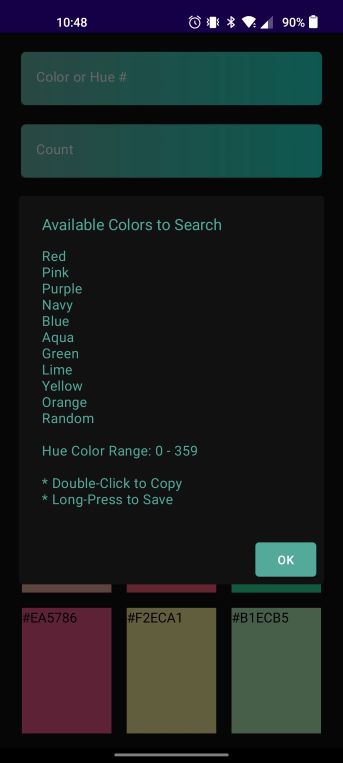 10:48
90%
Color or Hue #
Count
Available Colors to Search
Red
Pink
Purple
Navy
Blue
Aqua
Green
Lime
Yellow
Orange
Random
Hue Color Range: 0 - 359
* Double-Click to Copy
* Long-Press to Save
OK
#EA5786
#F2ECA1
#B1ECB5